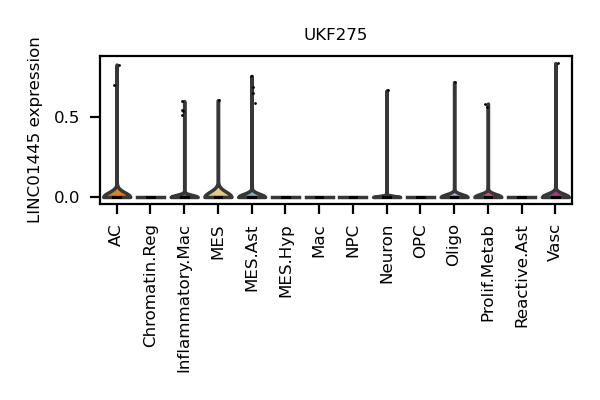 UKF275
LINC01445 expression
0.5
0.0
AC
Chromatin.Reg
Inflammatory.Mac
MES
MES.Ast
MES.Hyp
Mac
NPC
Neuron
OPC
Oligo
Prolif.Metab
Reactive.Ast
Vasc